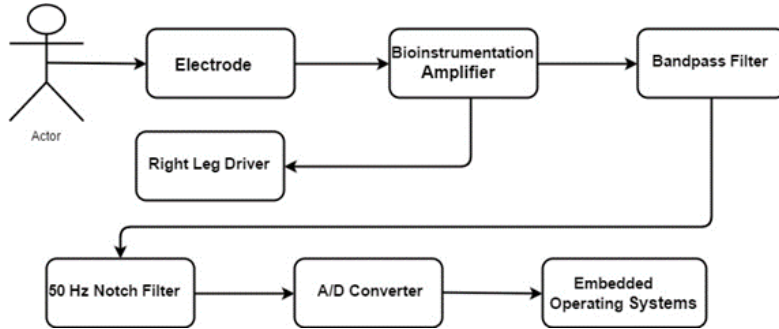 Electrode
Bioinstrumentation
Amplifier
Bandpass Filter
Actor
Right Leg Driver
50 Hz Notch Filter
A/D Converter
Embedded
Operating Systems